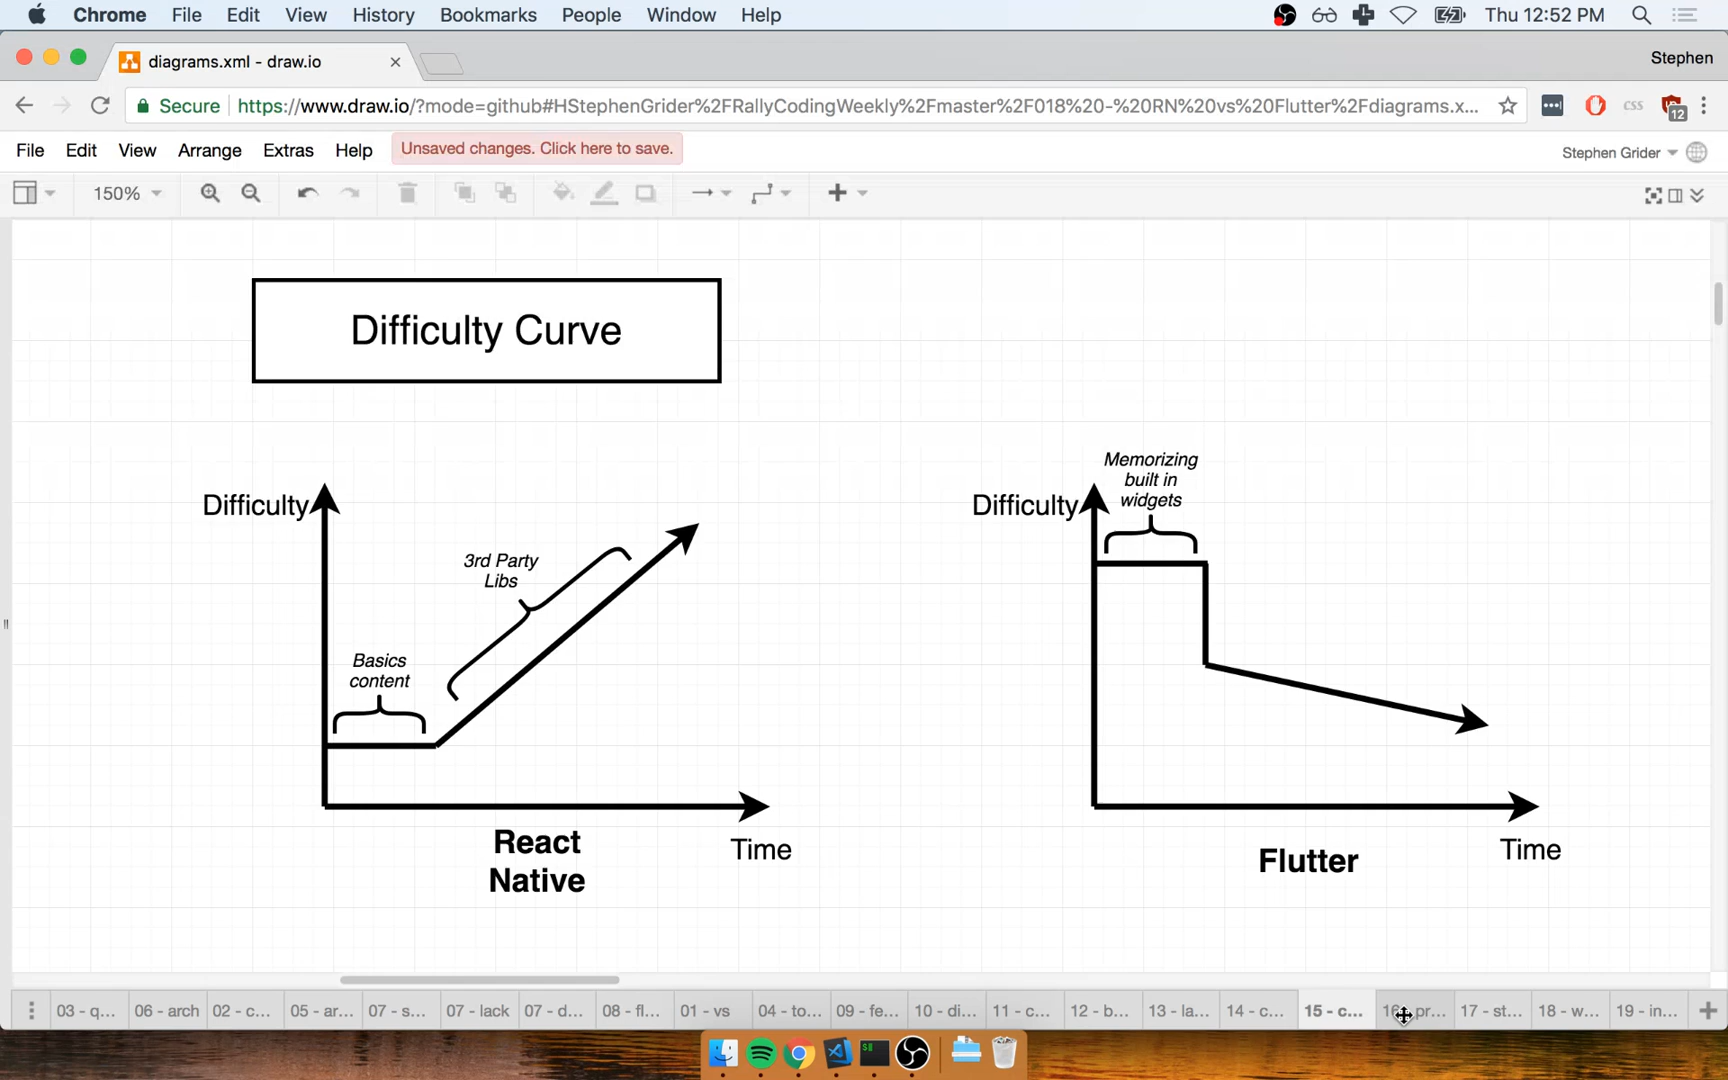 Chrome File Edit View History Bookmarks People Window Help Thu 12:52 PM
diagrams.xml - draw.io Stephen
Secure https://www.draw.io/?mode=github#HStephenGrider%2FRallyCodingWeekly%2Fmaster%2F018%20-%20RN%20vs%20Flutter%2Fdiagrams.x... css 12
File Edit View Arrange Extras Help Unsaved changes. Click here to save. Stephen Grider
150%
Difficulty Curve
Memorizing
built in
widgets
Difficulty
Difficulty
3rd Party
Libs
Basics
content
React
Native
Time
Flutter
Time
03 - q... 06 - arch 02 - c... 05 - ar... 07 - s... 07 - lack 07 - d... 08 - fl... 01 - vs 04 - to... 09 - fe... 10 - di... 11 - c... 12 - b... 13 - la... 14 - c... 15 - c... 16 - pr... 17 - st... 18 - w... 19 - in...